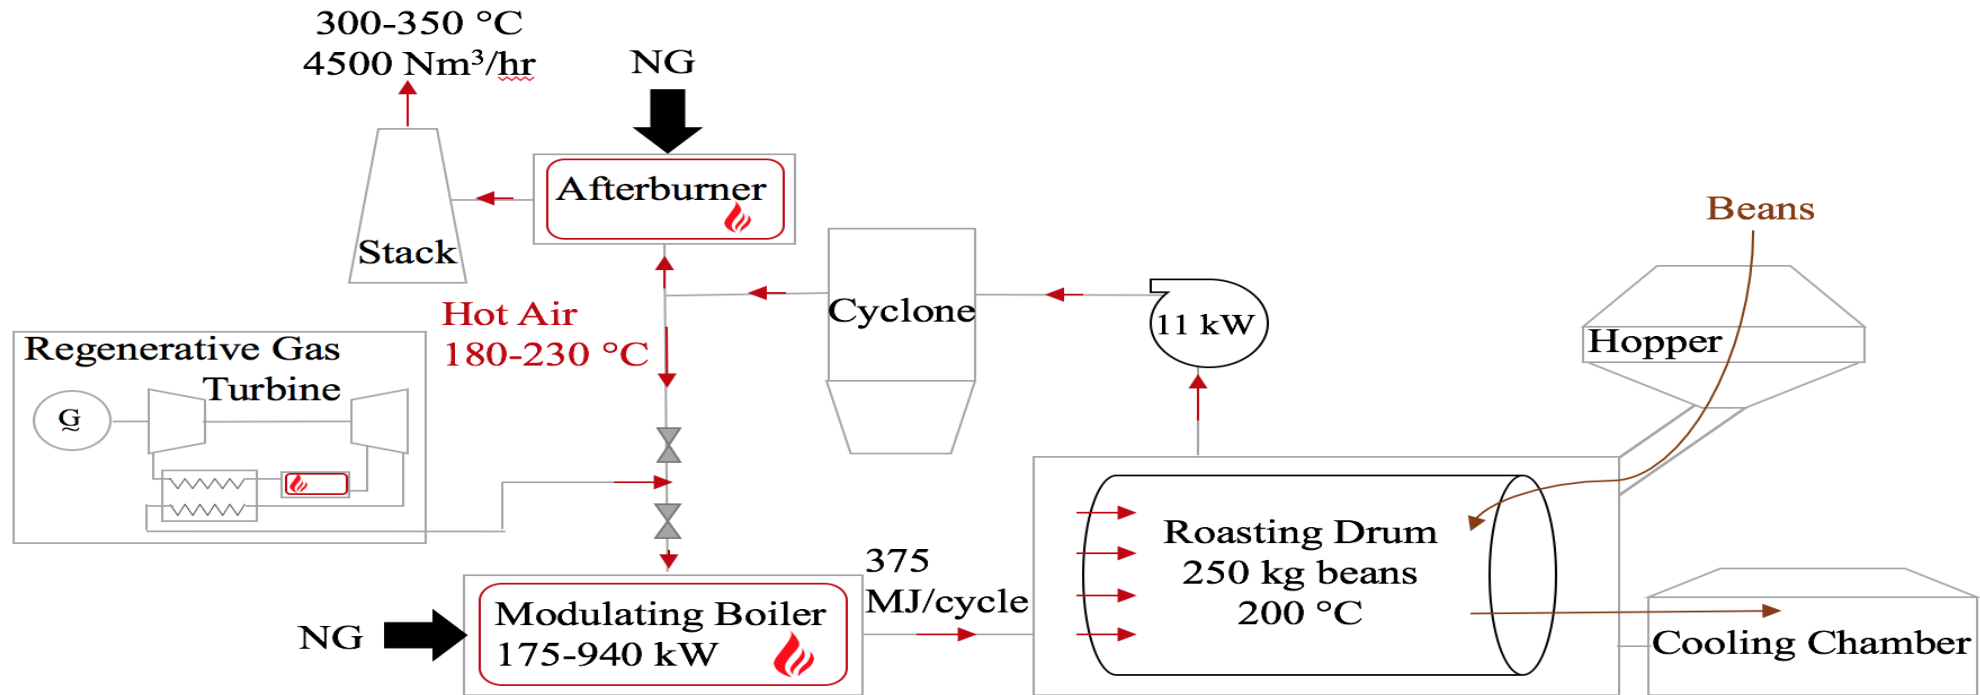 300-350 °C
4500 Nm³/hr
NG
Afterburner
Stack
Beans
Hopper
Cyclone
11 kW
Hot Air
180-230 °C
Regenerative Gas
Turbine
G
~
Roasting Drum
250 kg beans
200 °C
375
MJ/cycle
Modulating Boiler
175-940 kW
NG
Cooling Chamber